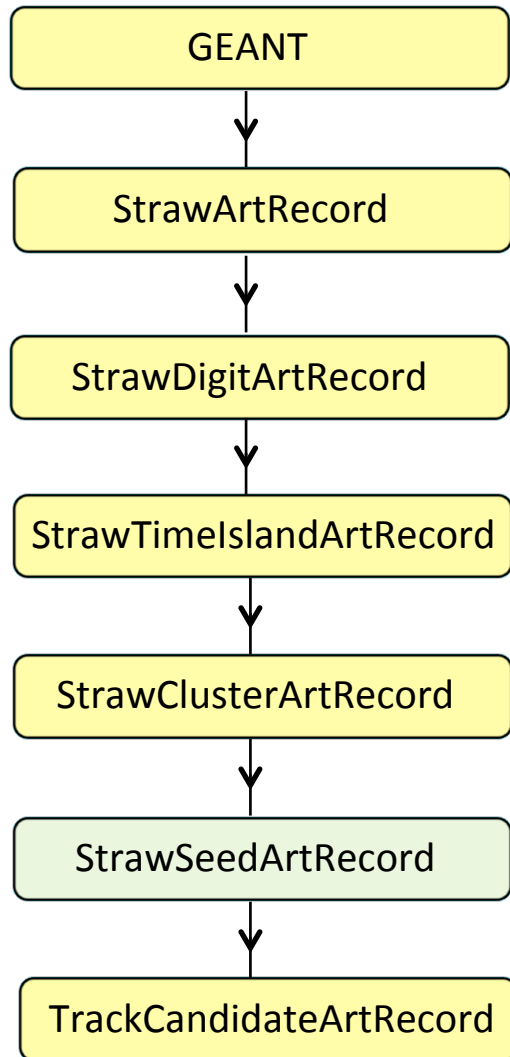 GEANT
StrawArtRecord
StrawDigitArtRecord
StrawTimeIslandArtRecord
StrawClusterArtRecord
StrawSeedArtRecord
TrackCandidateArtRecord